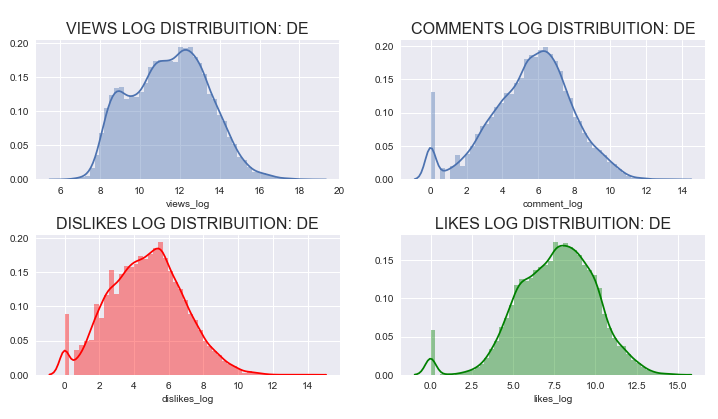 VIEWS LOG DISTRIBUITION: DE
0.20
0.15
0.10
0.05
0.00
6 8 10 12 14 16 18 20
views_log
COMMENTS LOG DISTRIBUITION: DE
0.20
0.15
0.10
0.05
0.00
0 2 4 6 8 10 12 14
comment_log
DISLIKES LOG DISTRIBUITION: DE
0.20
0.15
0.10
0.05
0.00
0 2 4 6 8 10 12 14
dislikes_log
LIKES LOG DISTRIBUITION: DE
0.15
0.10
0.05
0.00
0.0 2.5 5.0 7.5 10.0 12.5 15.0
likes_log